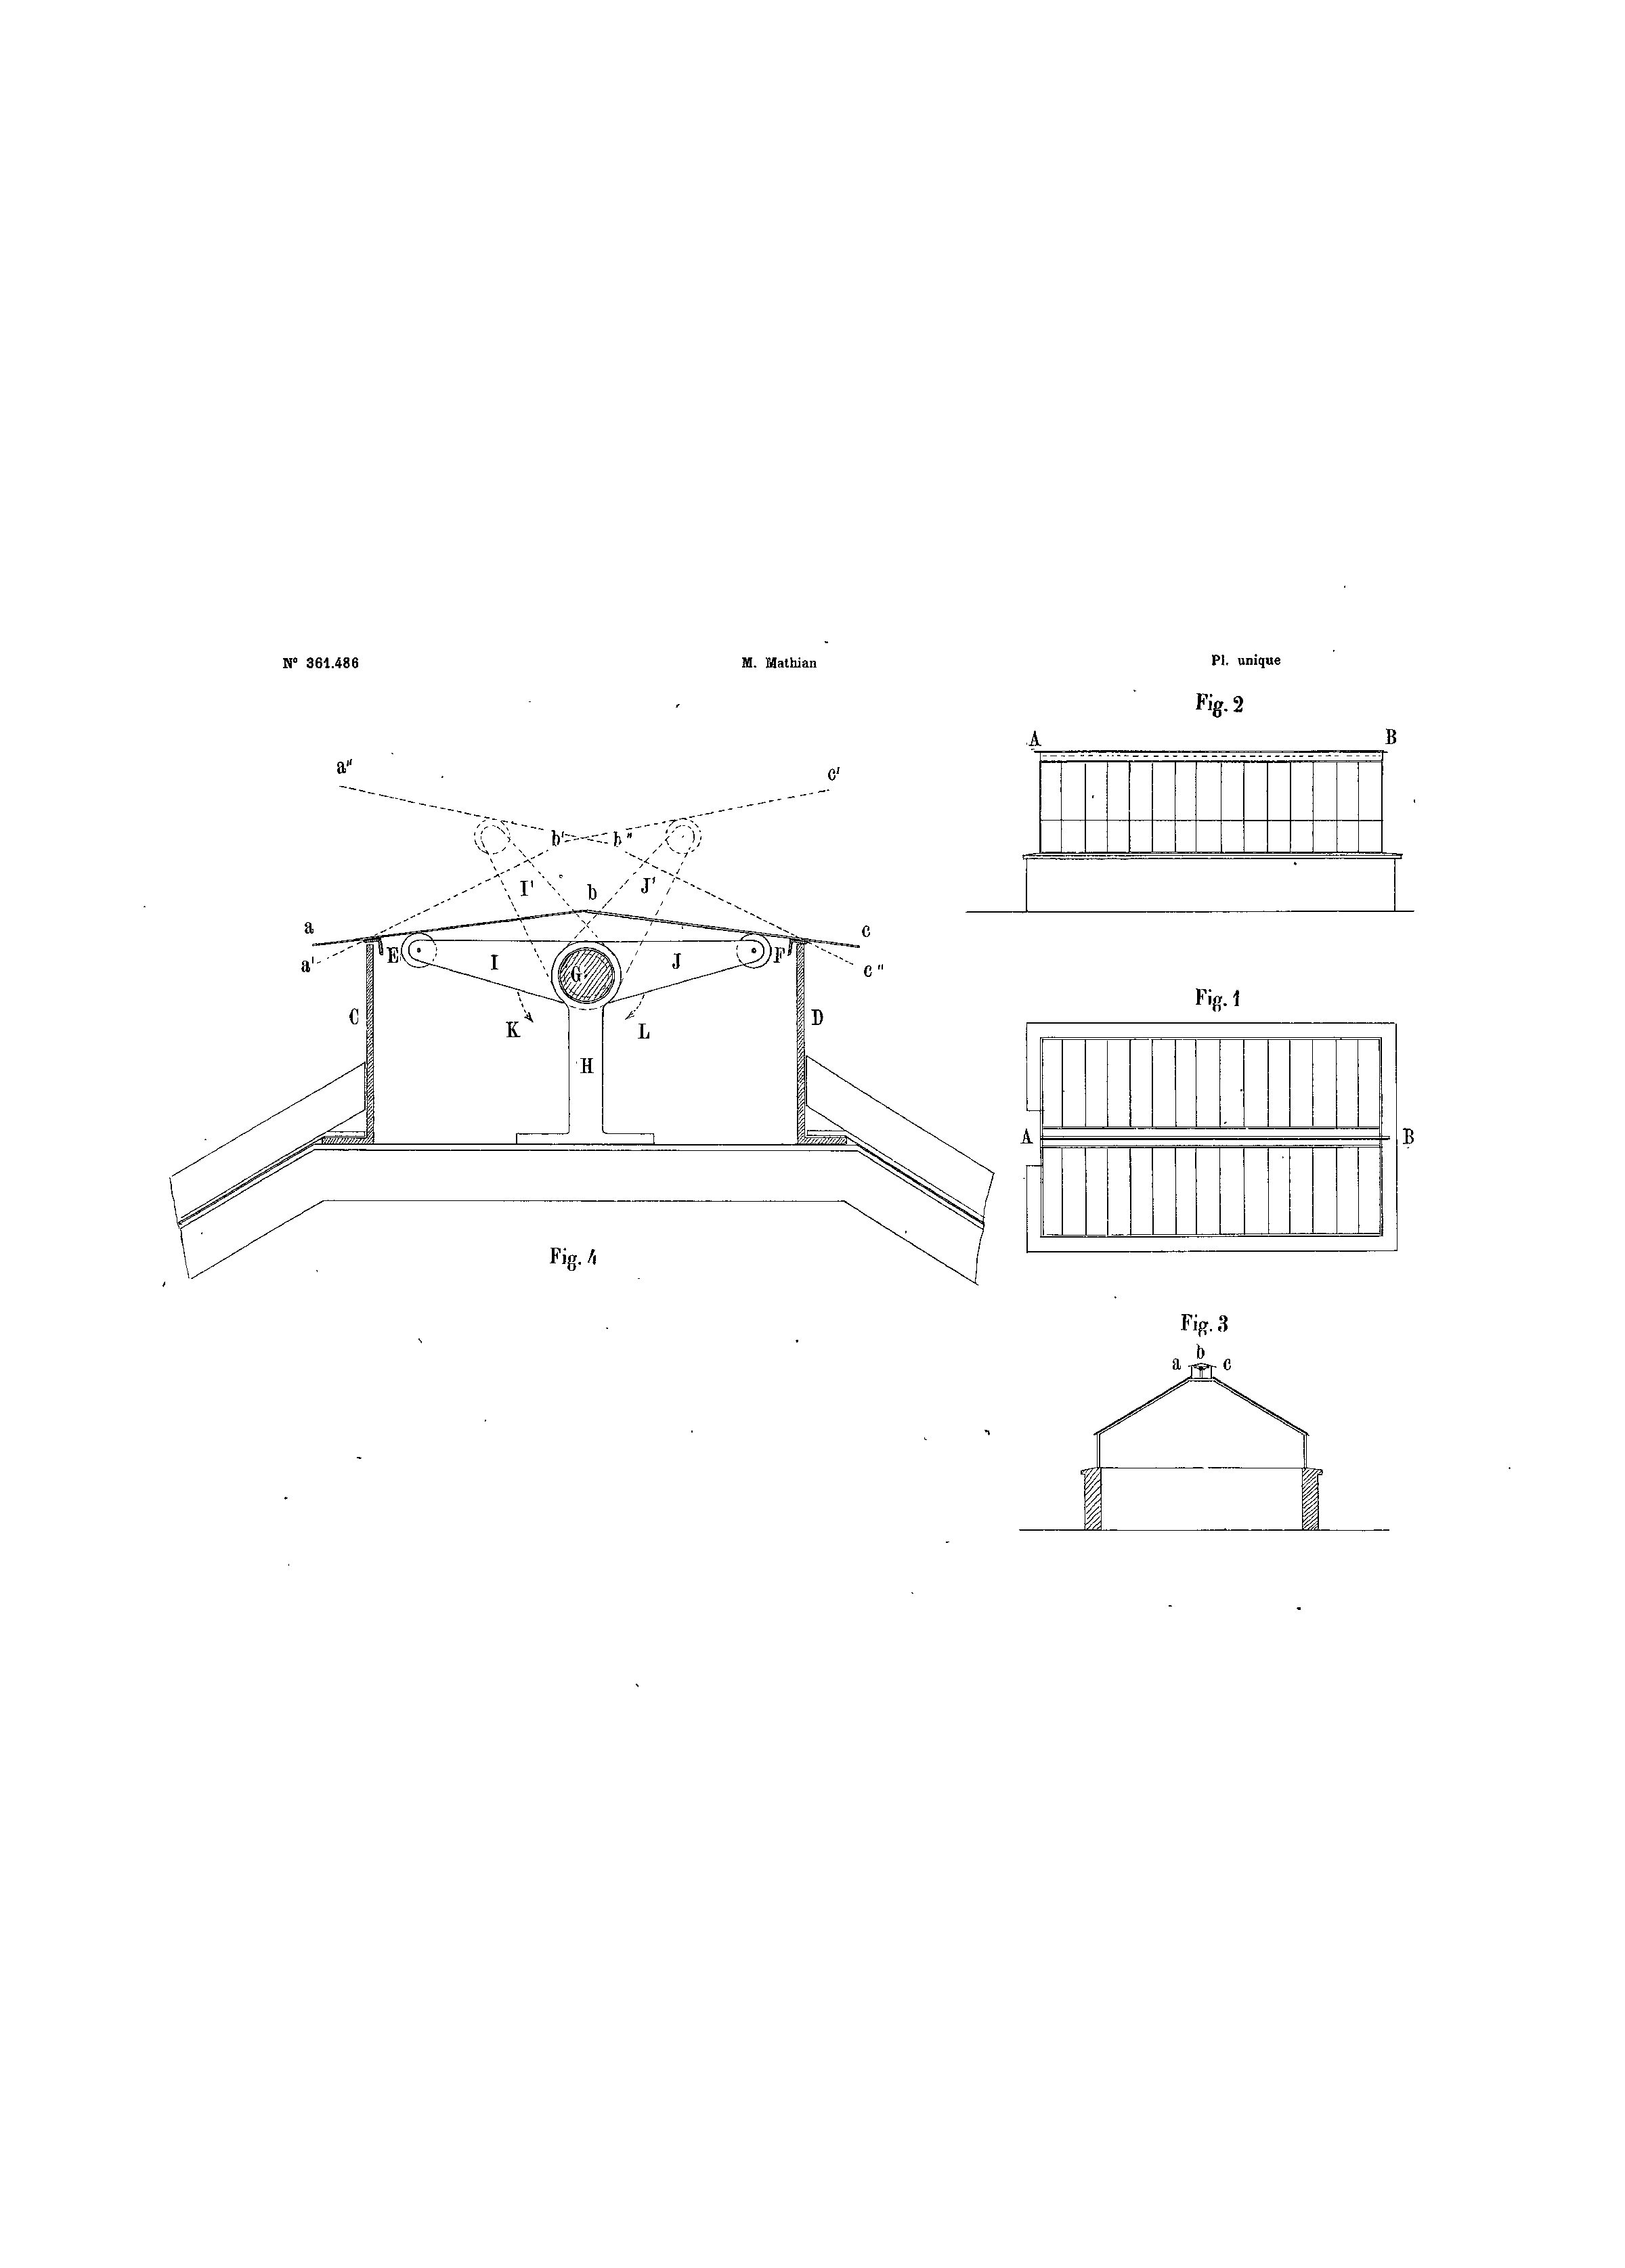 N° 361.486 M. Mathian Pl. unique
Fig. 2
A B
a" c'
b' b"
I' J'
b
a c
a' E F c"
I G J
C D
K L
H
Fig. 4
Fig. 1
A B
Fig. 3
b
a c